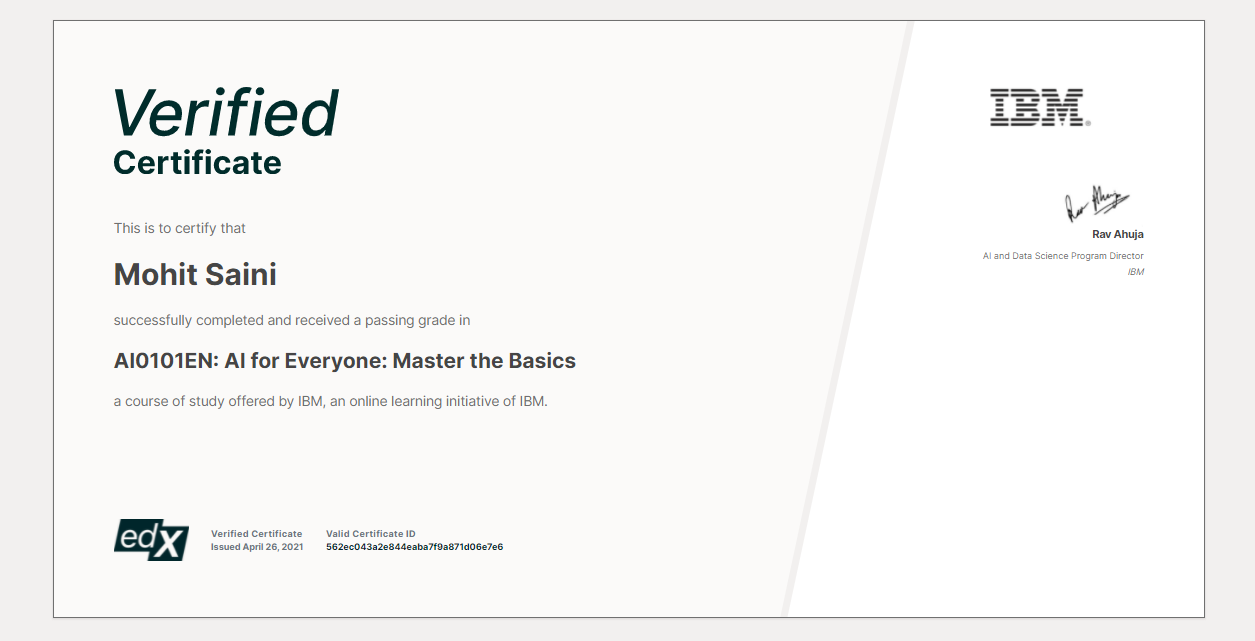 Verified
Certificate
This is to certify that
Mohit Saini
successfully completed and received a passing grade in
AI0101EN: AI for Everyone: Master the Basics
a course of study offered by IBM, an online learning initiative of IBM.
edX
Verified Certificate
Issued April 26, 2021
Valid Certificate ID
562ec043a2e844eaba7f9a871d06e7e6
IBM®
Rav Ahuja
Rav Ahuja
AI and Data Science Program Director
IBM